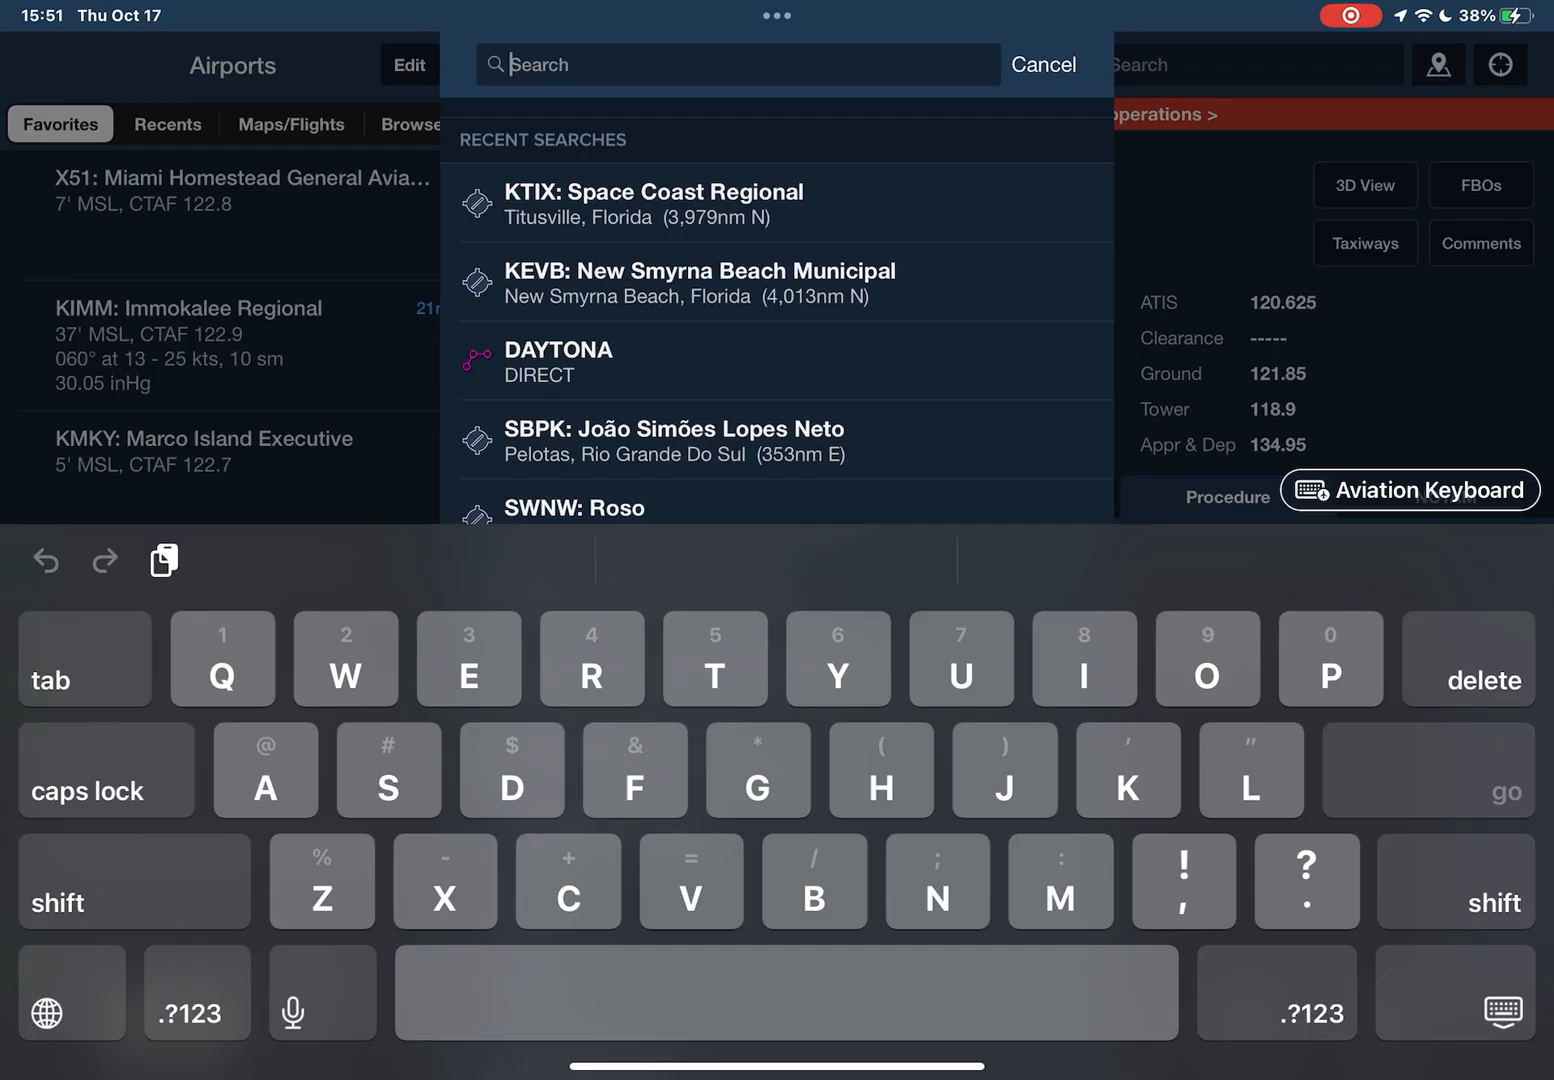 15:51 Thu Oct 17
38%
Airports
Edit
Search
Cancel
Search
Favorites
Recents
Maps/Flights
Browse
operations >
RECENT SEARCHES
X51: Miami Homestead General Avia...
7' MSL, CTAF 122.8
KIMM: Immokalee Regional
37' MSL, CTAF 122.9
060° at 13 - 25 kts, 10 sm
30.05 inHg
KMKY: Marco Island Executive
5' MSL, CTAF 122.7
KTIX: Space Coast Regional
Titusville, Florida (3,979nm N)
KEVB: New Smyrna Beach Municipal
New Smyrna Beach, Florida (4,013nm N)
DAYTONA
DIRECT
SBPK: João Simões Lopes Neto
Pelotas, Rio Grande Do Sul (353nm E)
SWNW: Roso
3D View
FBOs
Taxiways
Comments
ATIS 120.625
Clearance -----
Ground 121.85
Tower 118.9
Appr & Dep 134.95
Procedure
Aviation Keyboard
1 2 3 4 5 6 7 8 9 0
tab Q W E R T Y U I O P delete
@ # $ & * ( ) ' "
caps lock A S D F G H J K L go
% - + = / ; : ! ?
shift Z X C V B N M , . shift
.?123 .?123